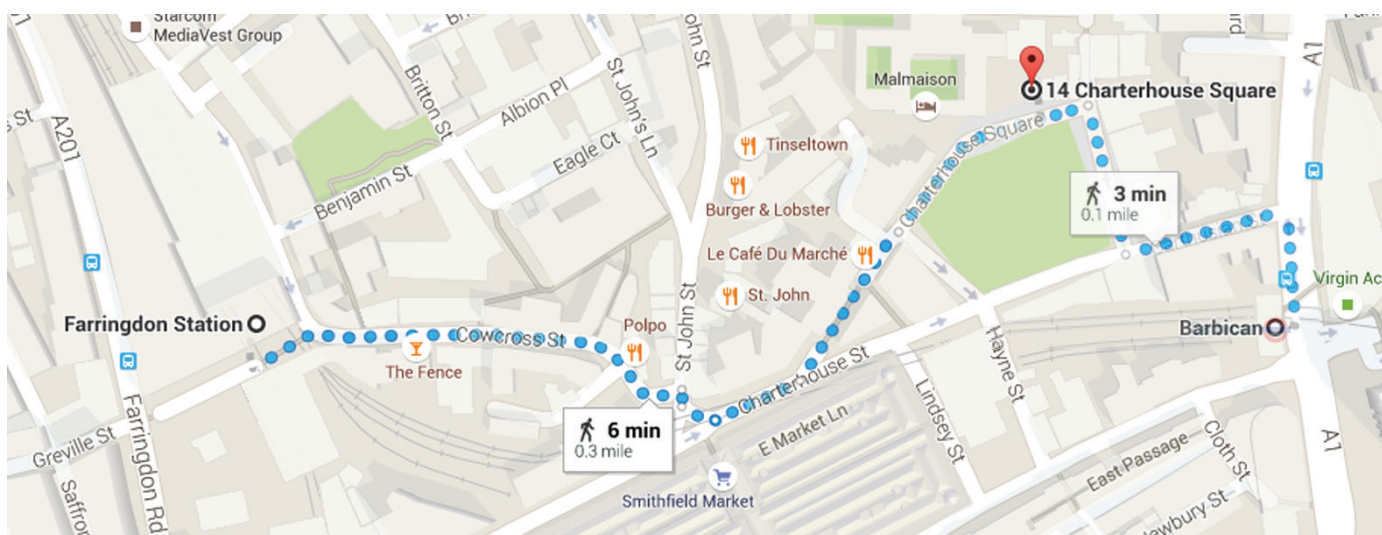 Starcom
MediaVest Group
A201
Britton St
Albion Pl
St John's Ln
Eagle Ct
Benjamin St
St John St
Tinseltown
Burger & Lobster
Malmaison
14 Charterhouse Square
Charterhouse Square
A1
3 min
0.1 mile
Le Café Du Marché
St. John
Virgin Ac
Farringdon Station
Cowcross St
Polpo
St John St
Barbican
The Fence
Charterhouse St
Hayne St
Lindsey St
6 min
0.3 mile
E Market Ln
Smithfield Market
Greville St
Farringdon Rd
Saffron
East Passage
Cloth St
A1